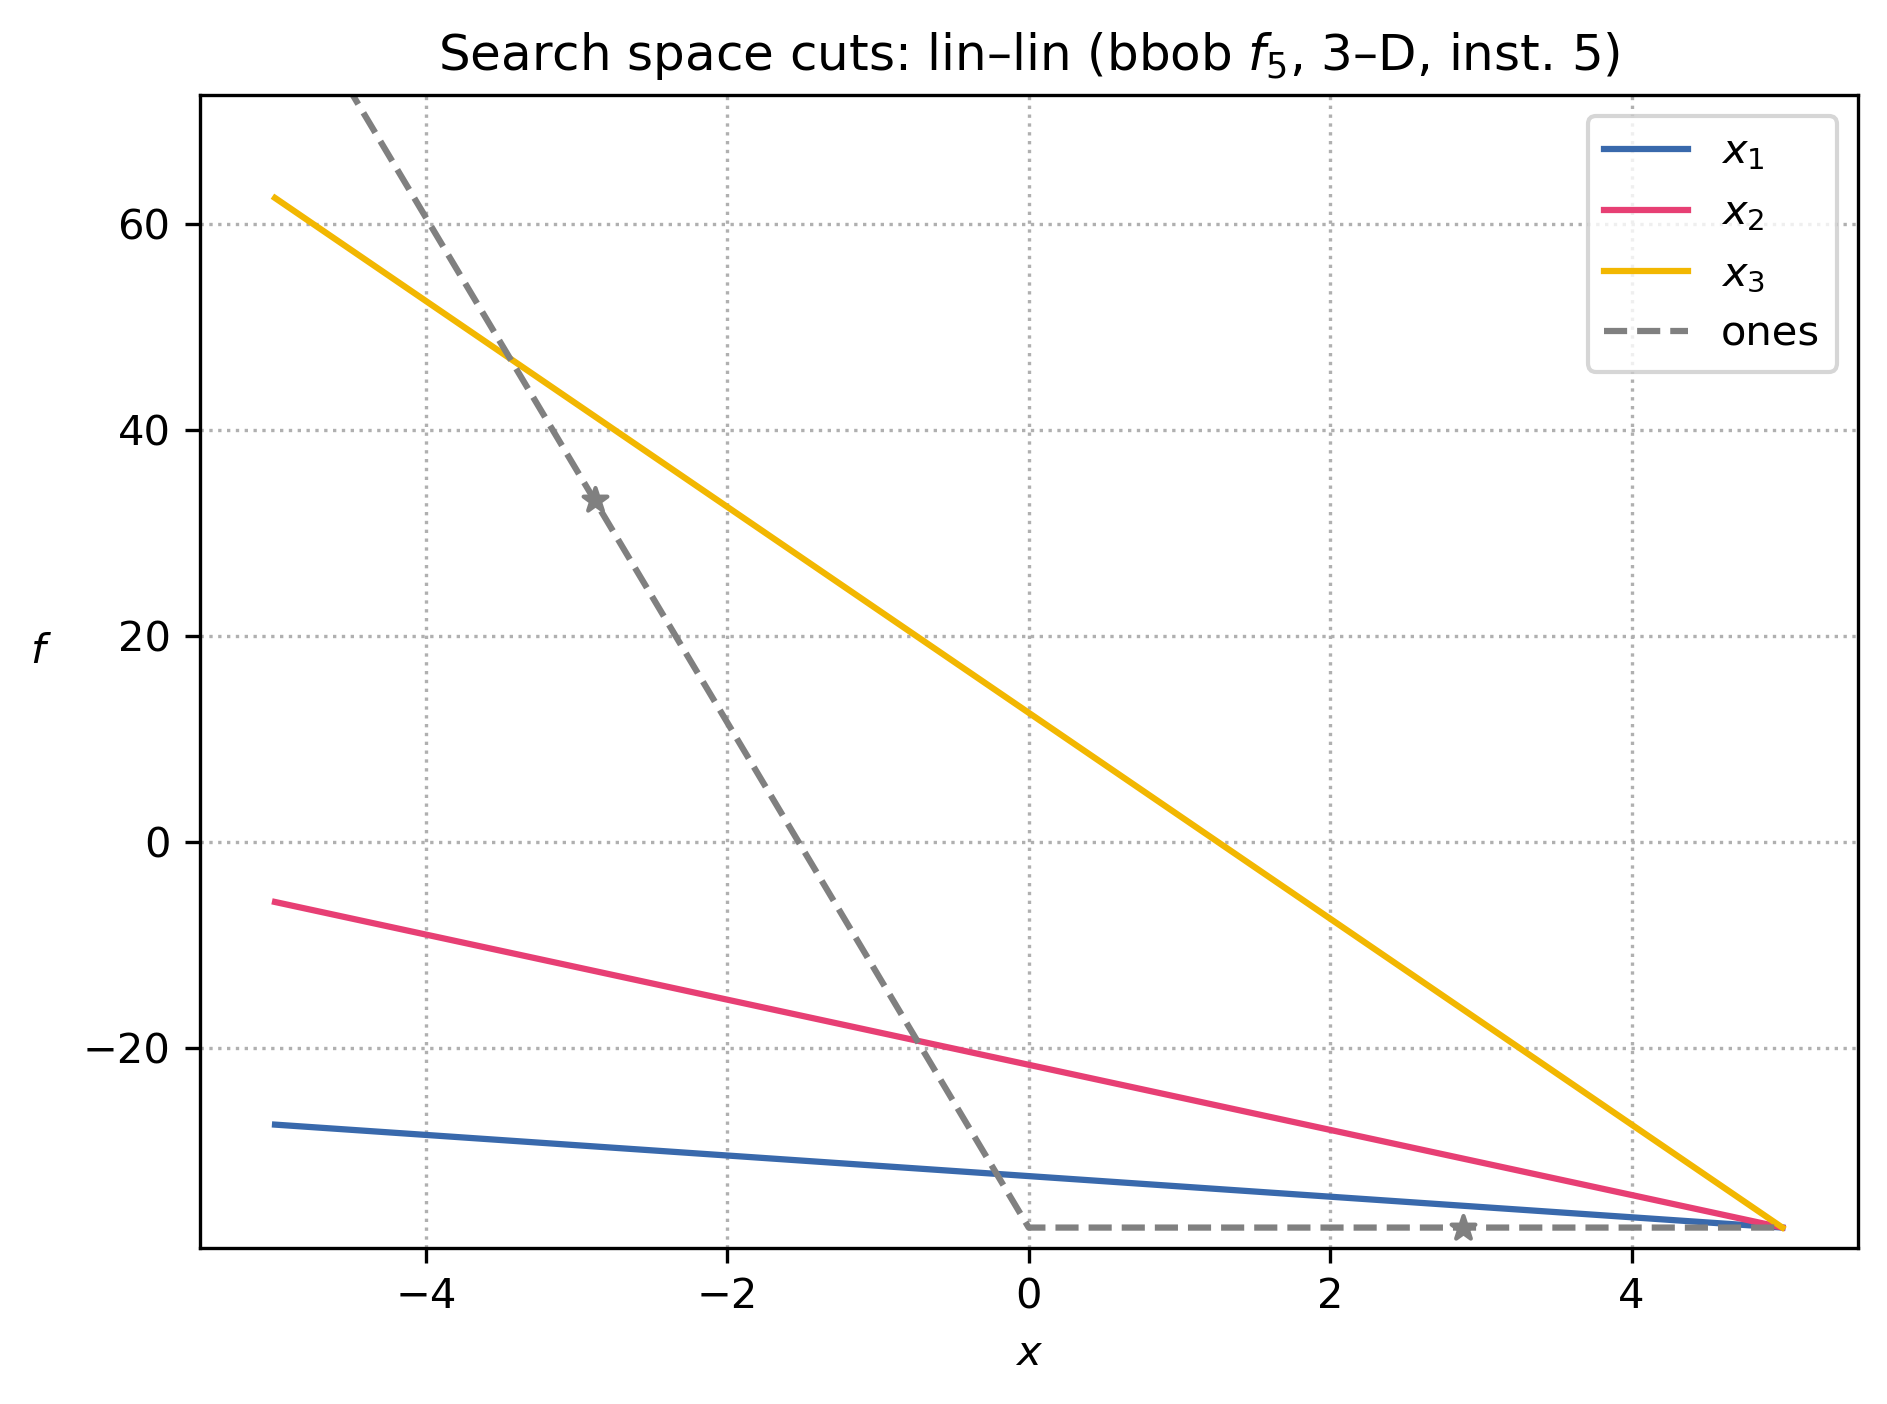 Search space cuts: lin–lin (bbob f₅, 3–D, inst. 5)
x₁
x₂
x₃
ones
60
40
20
0
−20
f
−4
−2
0
2
4
x